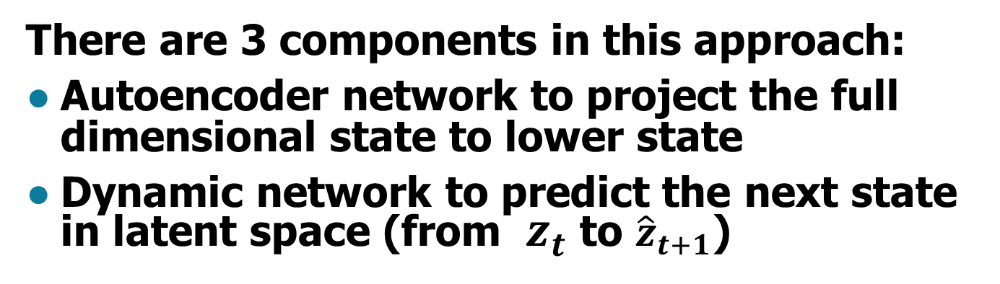 There are 3 components in this approach:
• Autoencoder network to project the full
dimensional state to lower state
• Dynamic network to predict the next state
in latent space (from z_t to ẑ_{t+1})